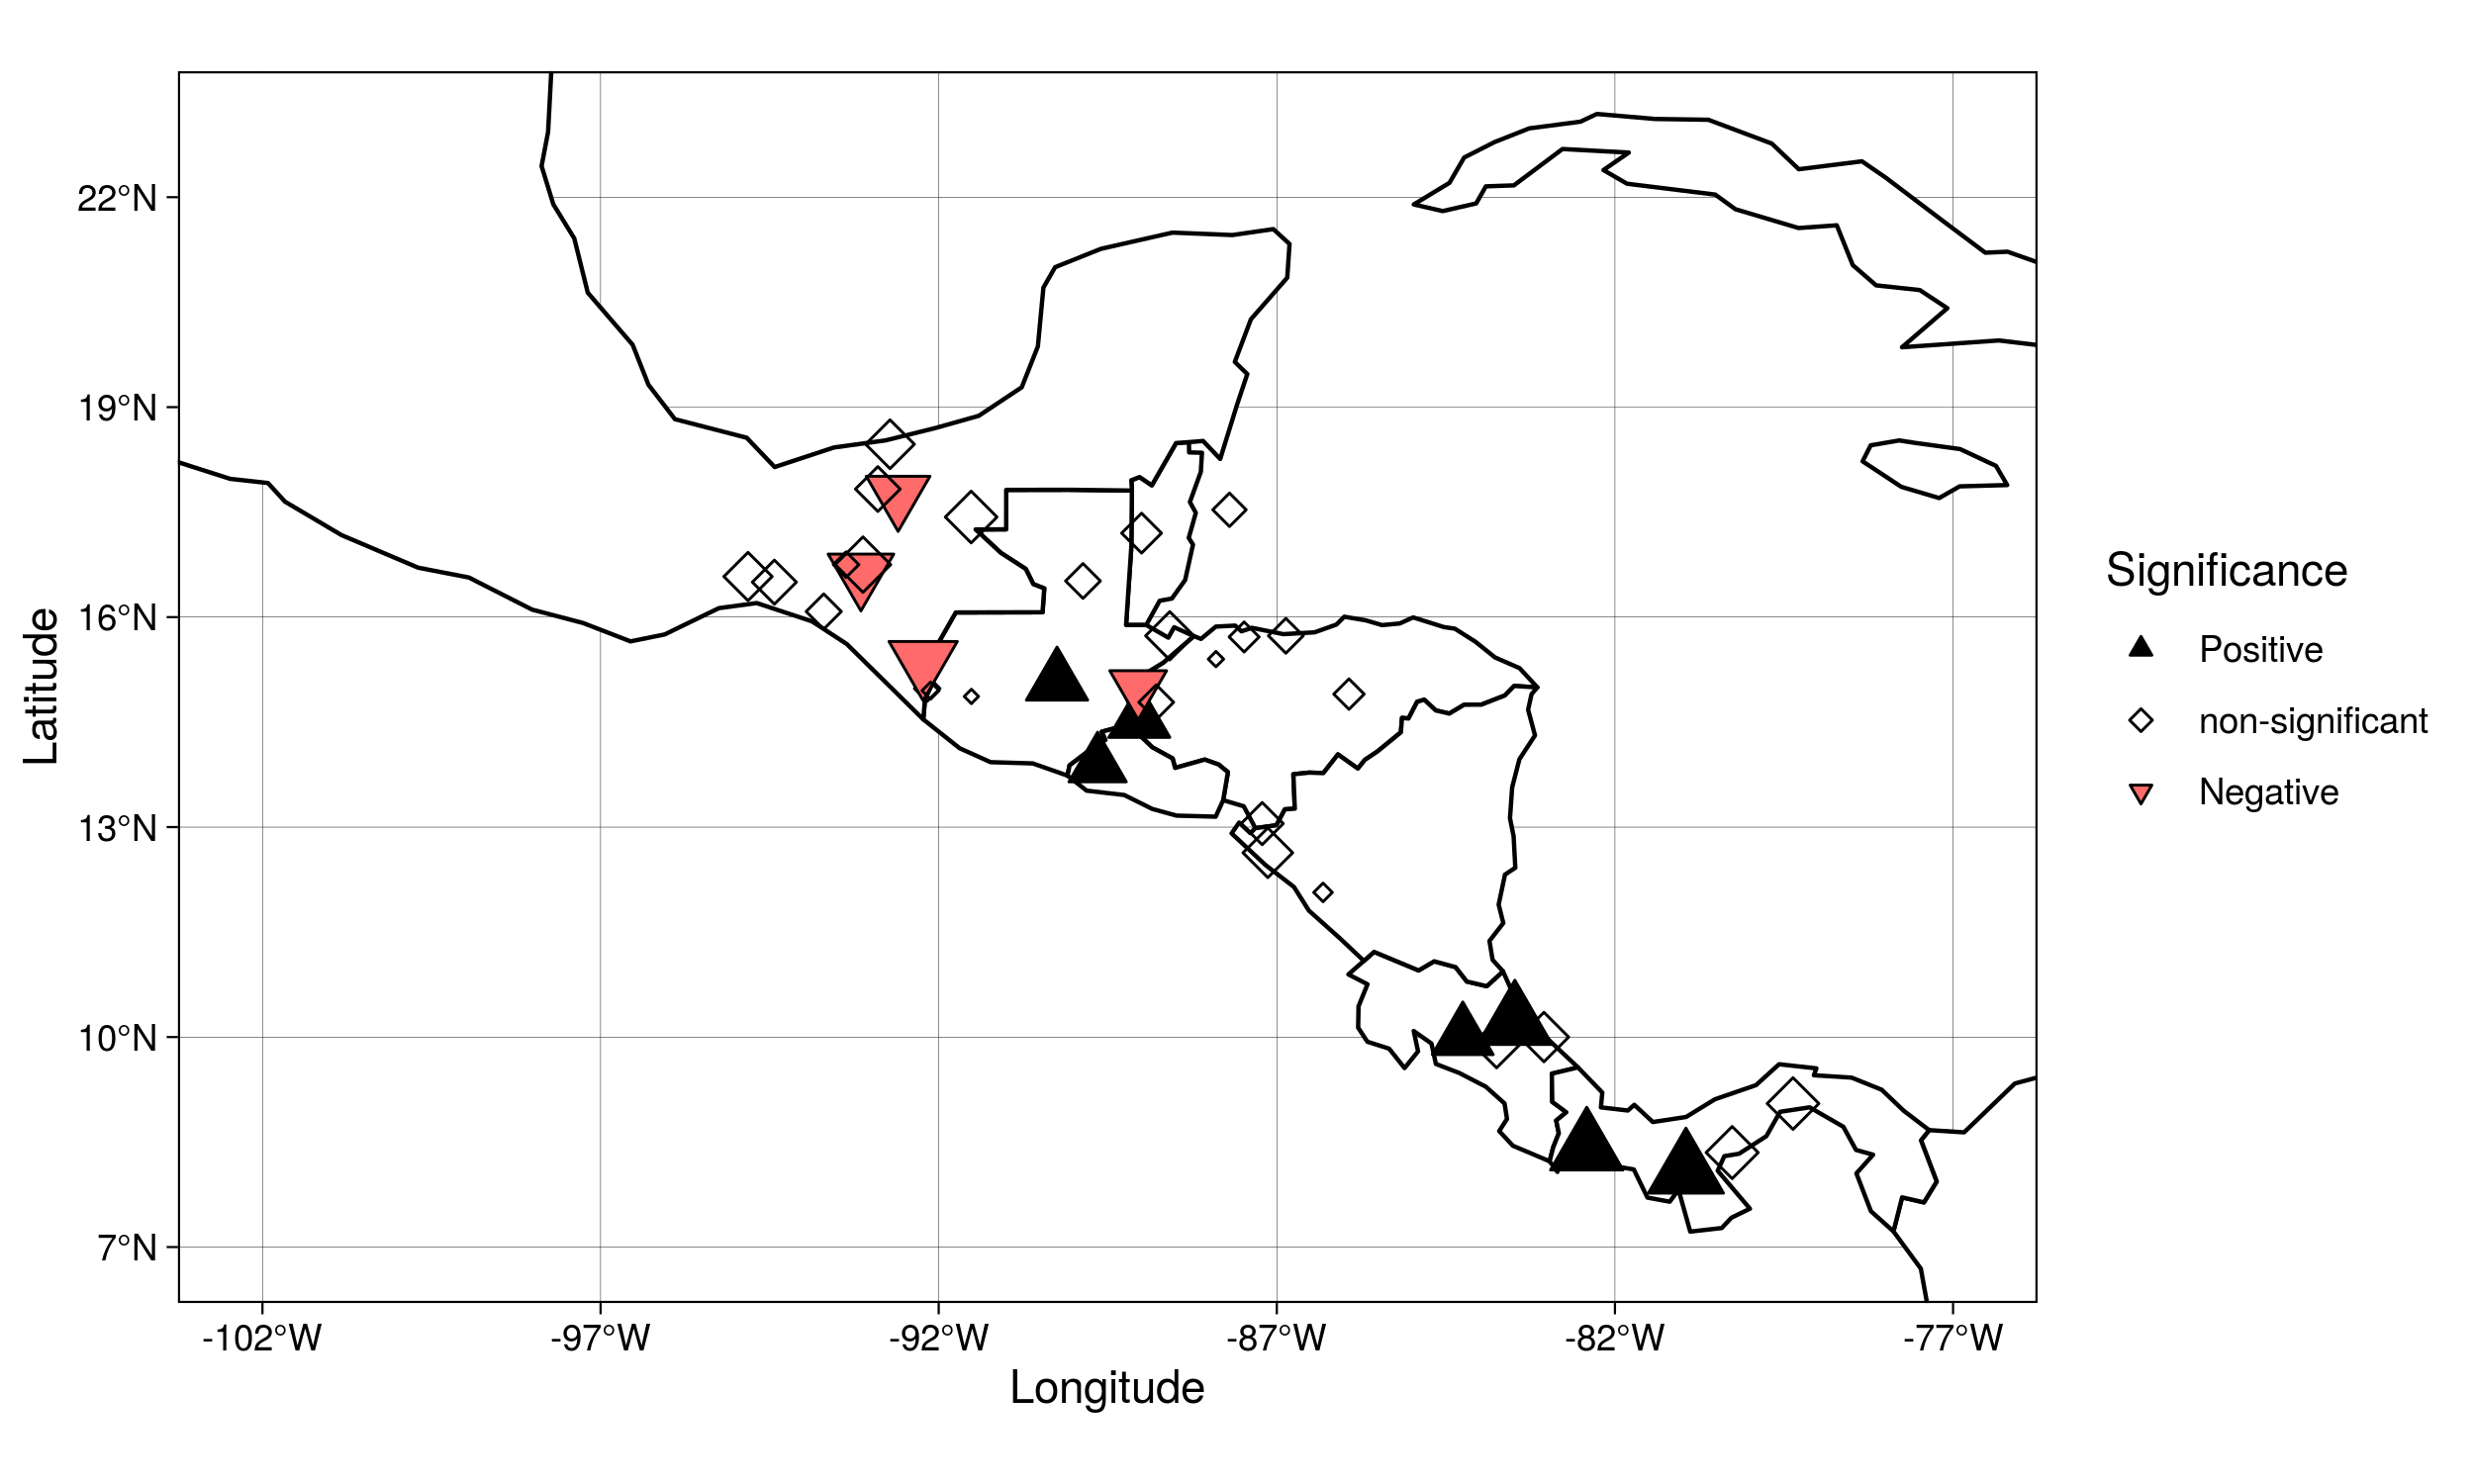 22°N
19°N
16°N
13°N
10°N
7°N
Latitude
-102°W
-97°W
-92°W
-87°W
-82°W
-77°W
Longitude
Significance
Positive
non-significant
Negative